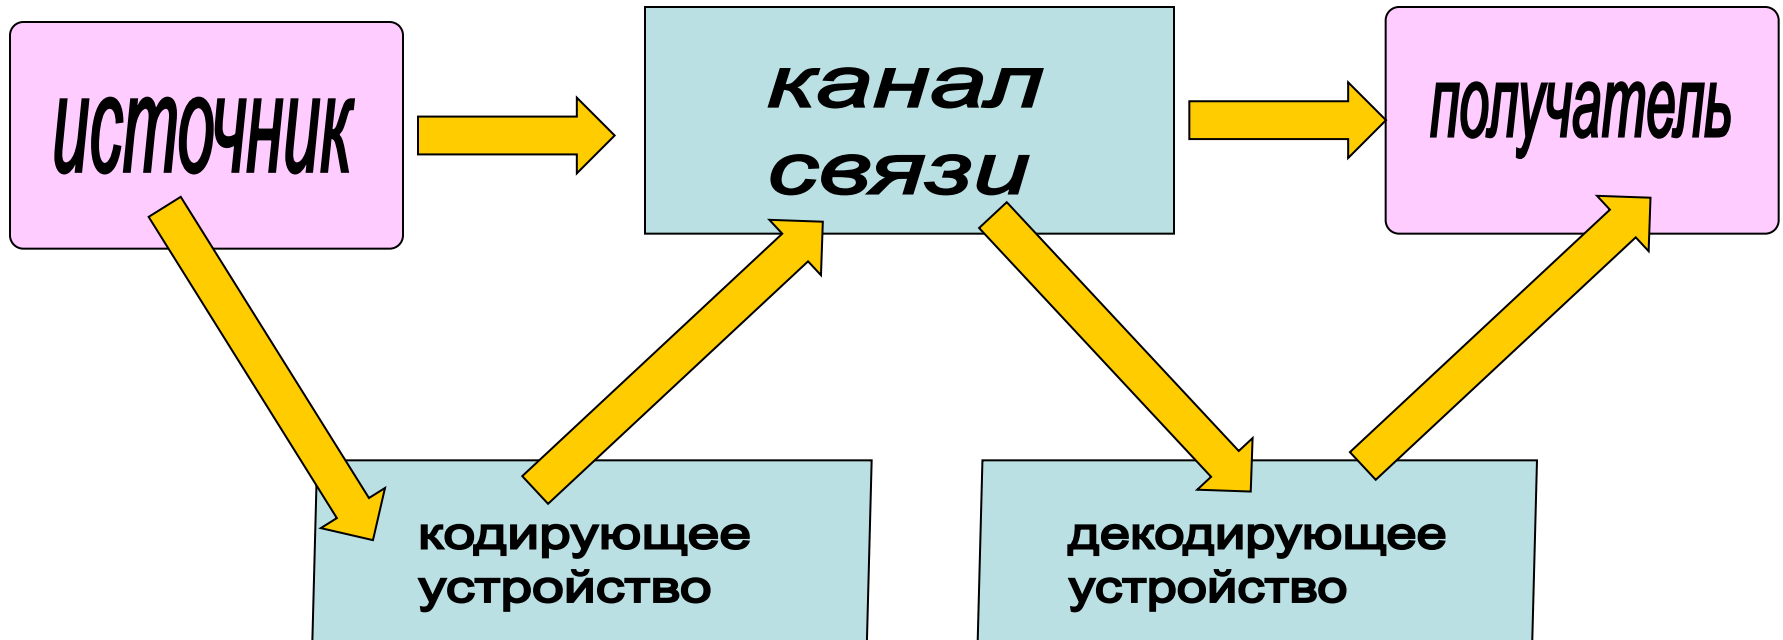 источник
канал
связи
получатель
кодирующее
устройство
декодирующее
устройство